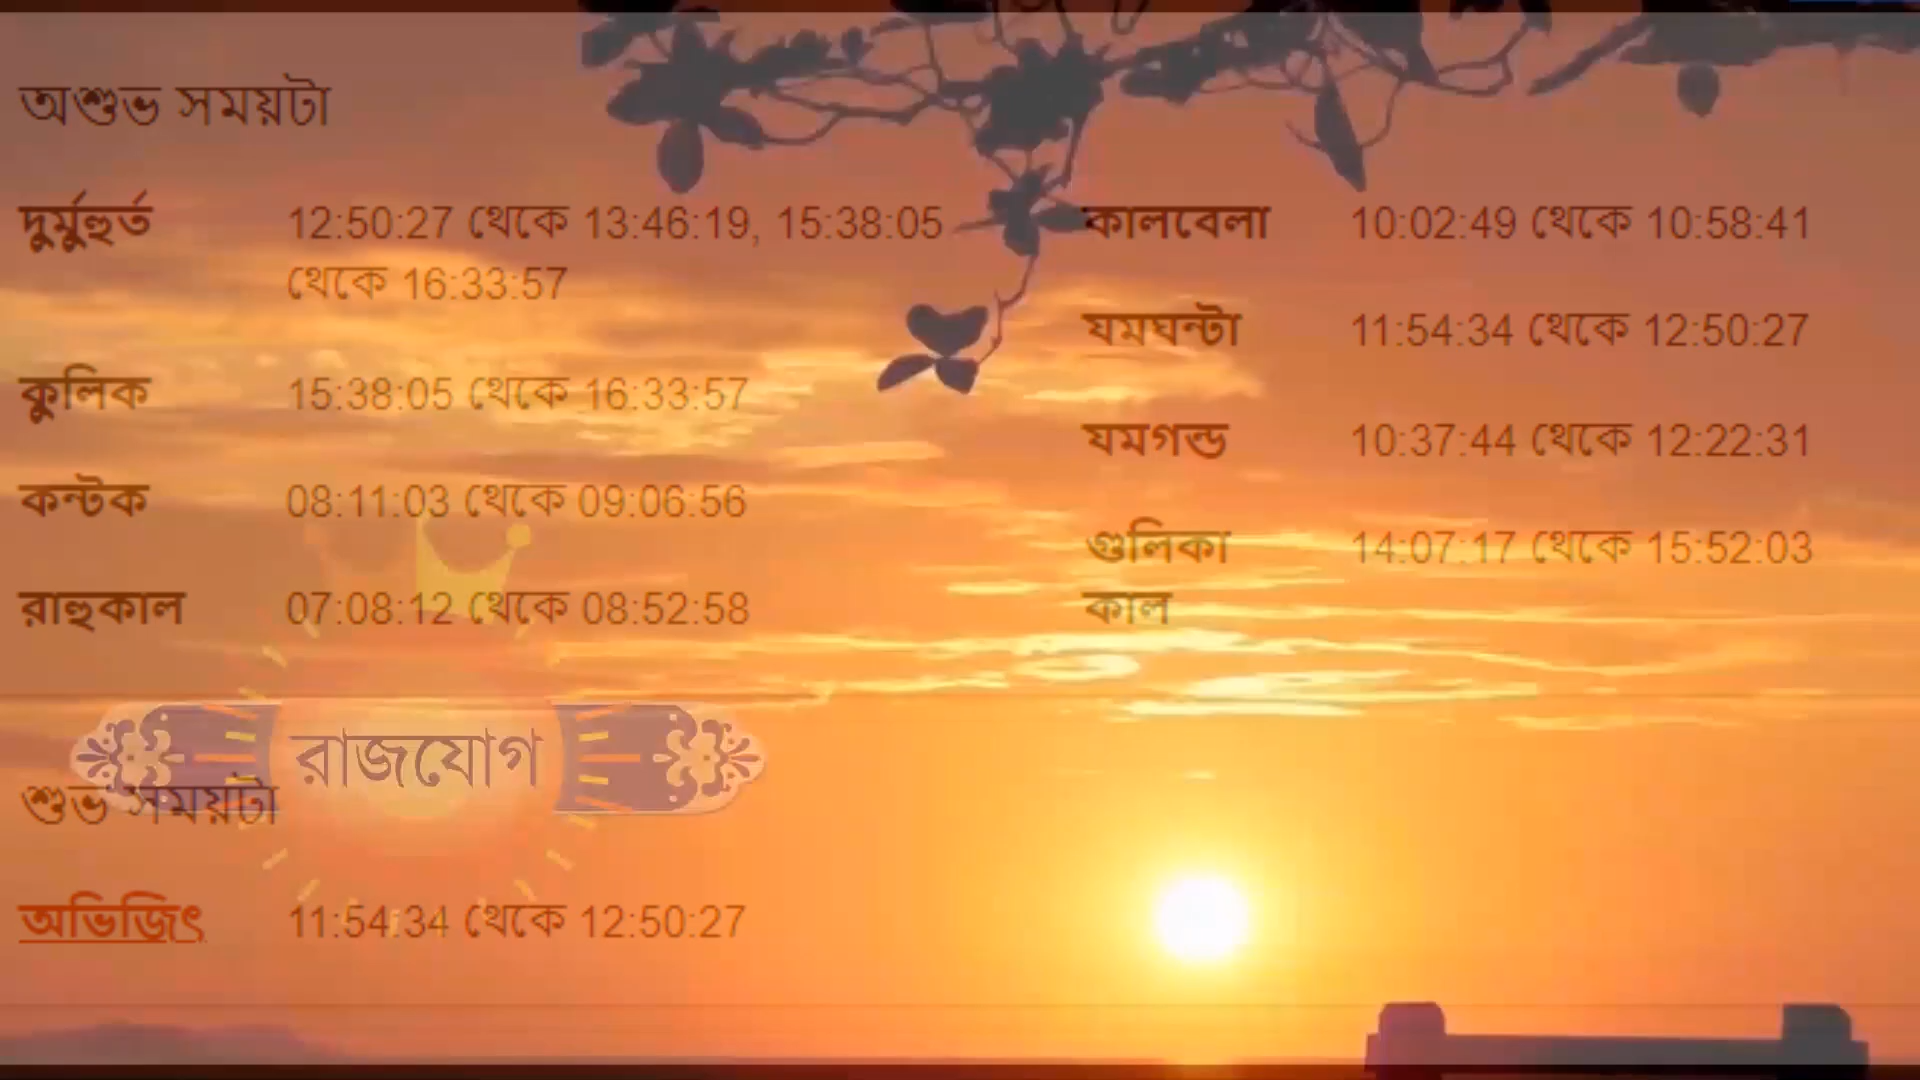 অশুভ সময়টা
দুর্মুহুর্ত 12:50:27 থেকে 13:46:19, 15:38:05
থেকে 16:33:57
কুলিক 15:38:05 থেকে 16:33:57
কন্টক 08:11:03 থেকে 09:06:56
রাহুকাল 07:08:12 থেকে 08:52:58
কালবেলা 10:02:49 থেকে 10:58:41
যমঘন্টা 11:54:34 থেকে 12:50:27
যমগন্ড 10:37:44 থেকে 12:22:31
গুলিকা 14:07:17 থেকে 15:52:03
কাল
রাজযোগ
শুভ সময়টা
অভিজিৎ 11:54:34 থেকে 12:50:27